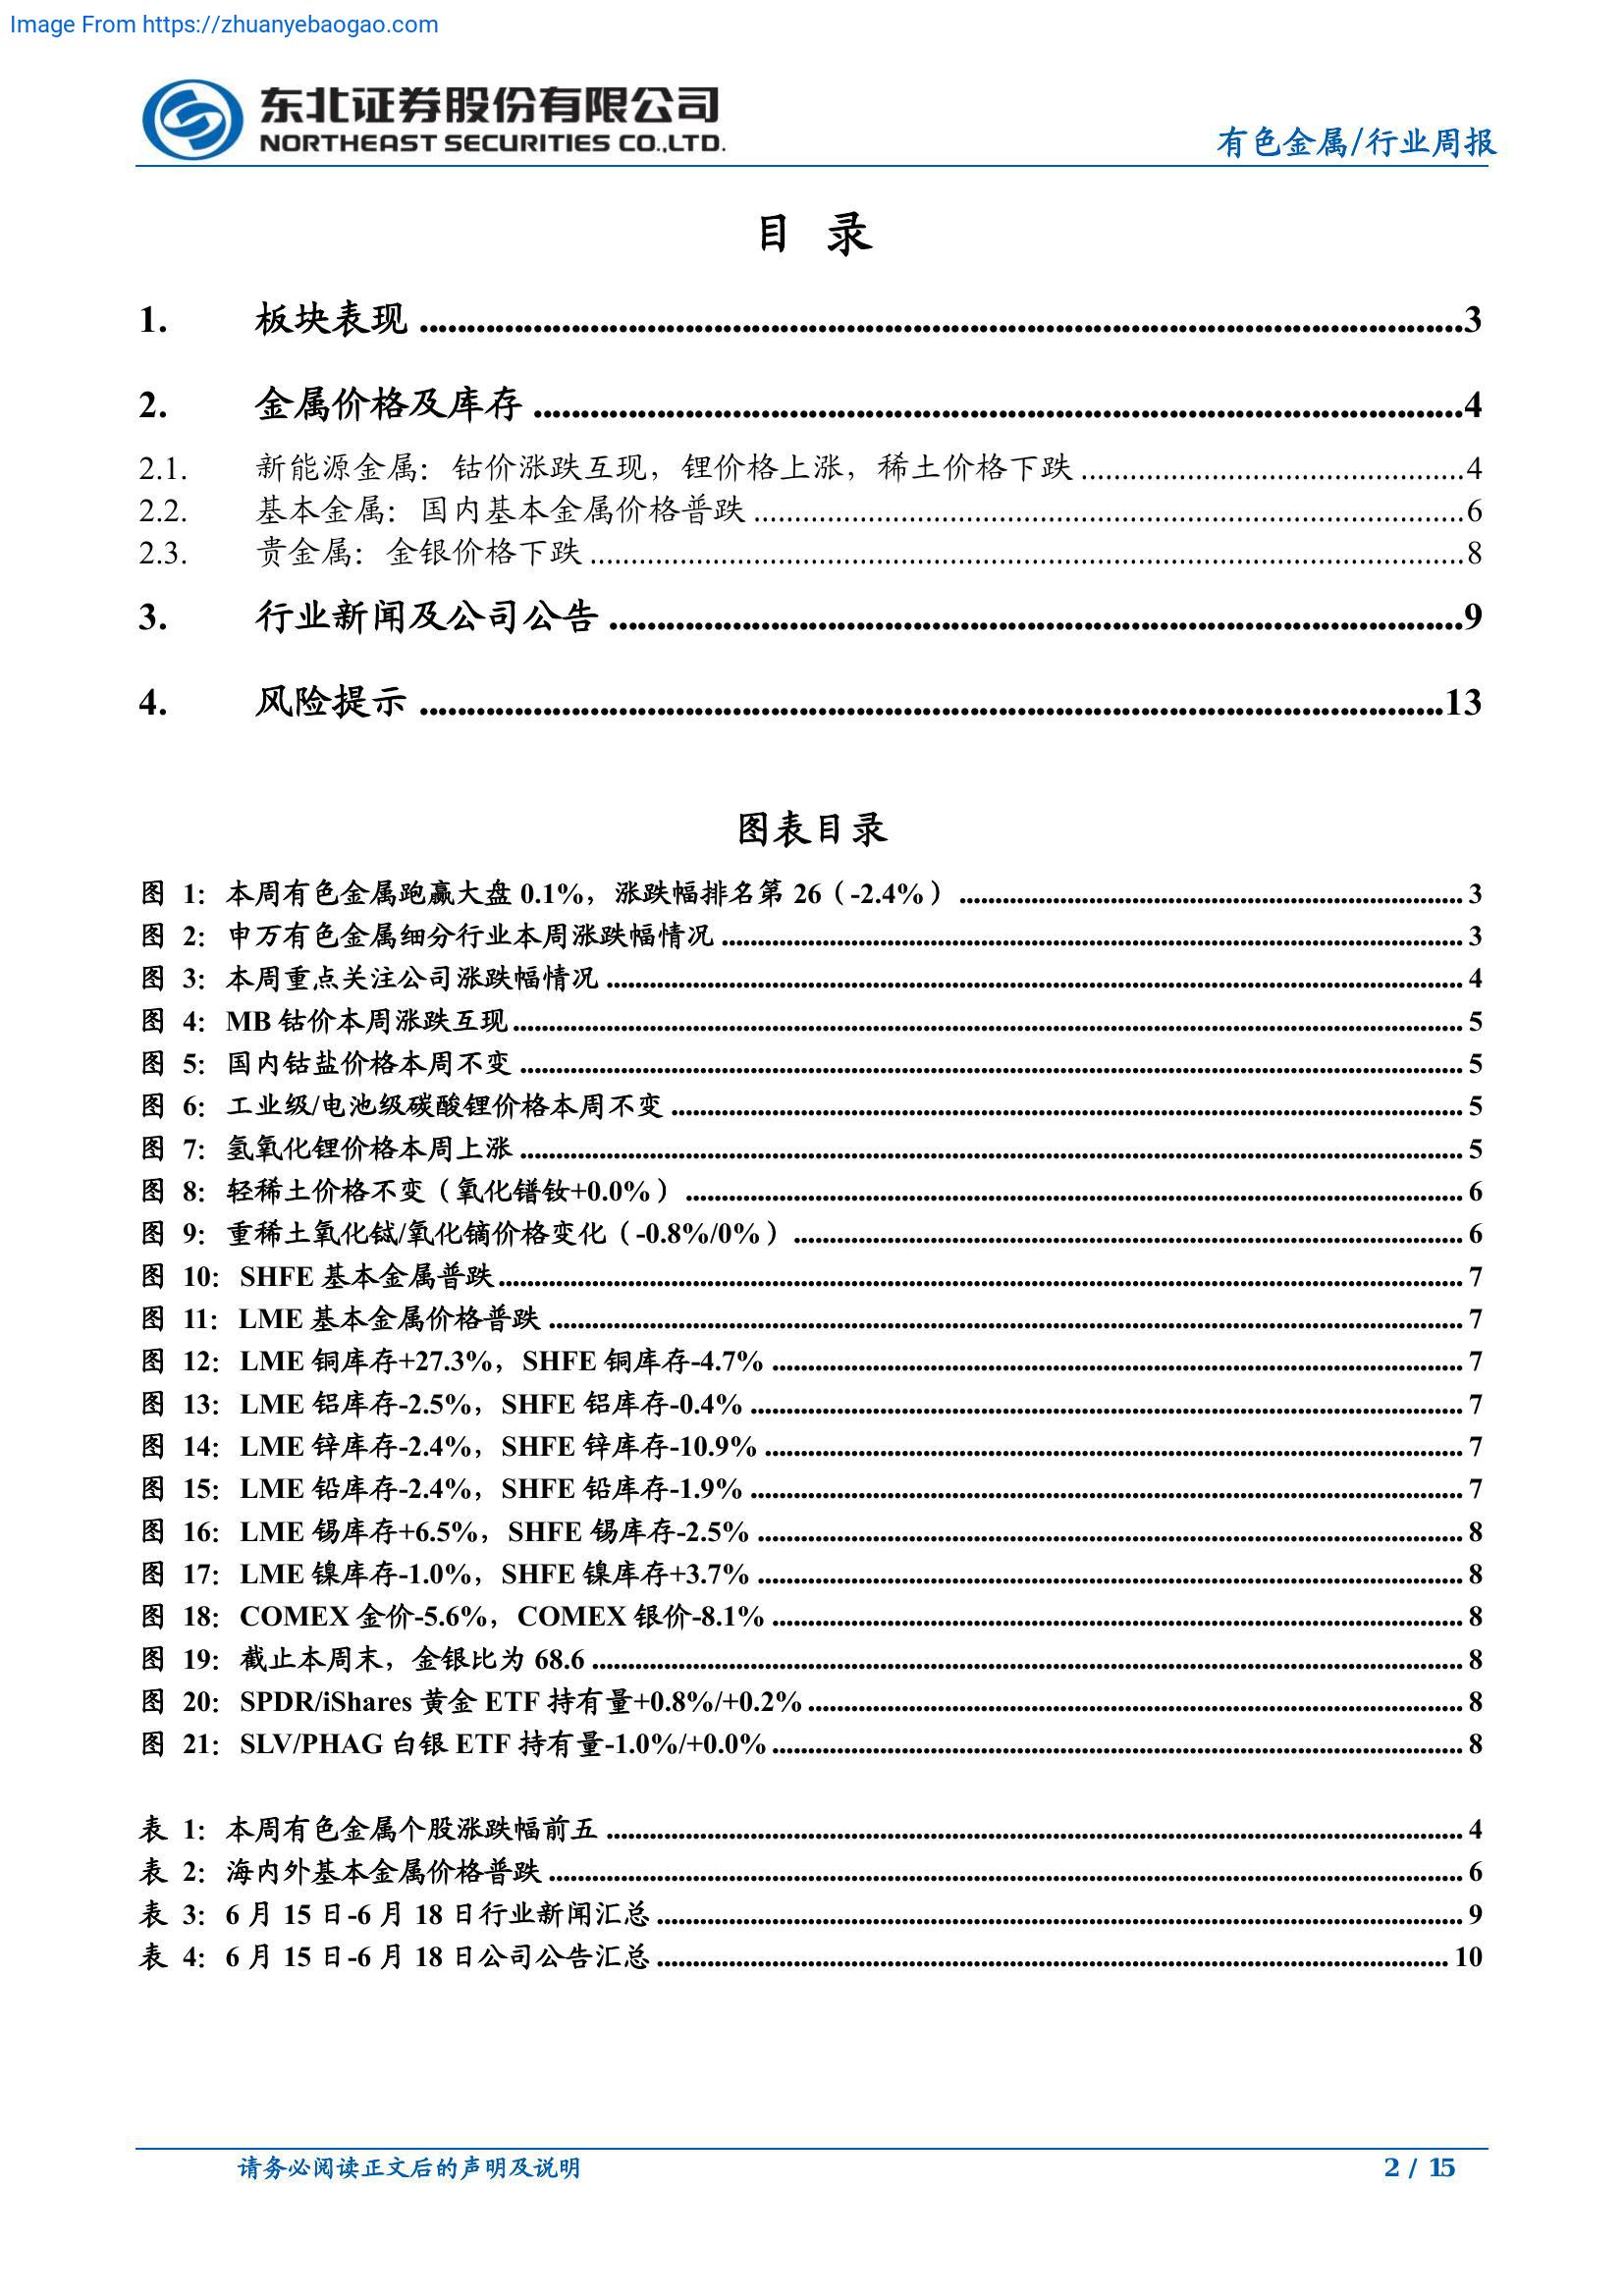 Image From https://zhuanyebaogao.com
东北证券股份有限公司
NORTHEAST SECURITIES CO.,LTD.
有色金属/行业周报
目 录
1. 板块表现 ........ 3
2. 金属价格及库存 ........ 4
2.1. 新能源金属：钴价涨跌互现，锂价格上涨，稀土价格下跌 ........ 4
2.2. 基本金属：国内基本金属价格普跌 ........ 6
2.3. 贵金属：金银价格下跌 ........ 8
3. 行业新闻及公司公告 ........ 9
4. 风险提示 ........ 13
图表目录
图 1：本周有色金属跑赢大盘 0.1%，涨跌幅排名第 26（-2.4%） ........ 3
图 2：申万有色金属细分行业本周涨跌幅情况 ........ 3
图 3：本周重点关注公司涨跌幅情况 ........ 4
图 4：MB 钴价本周涨跌互现 ........ 5
图 5：国内钴盐价格本周不变 ........ 5
图 6：工业级/电池级碳酸锂价格本周不变 ........ 5
图 7：氢氧化锂价格本周上涨 ........ 5
图 8：轻稀土价格不变（氧化镨钕+0.0%） ........ 6
图 9：重稀土氧化铽/氧化镝价格变化（-0.8%/0%） ........ 6
图 10：SHFE 基本金属普跌 ........ 7
图 11：LME 基本金属价格普跌 ........ 7
图 12：LME 铜库存+27.3%，SHFE 铜库存-4.7% ........ 7
图 13：LME 铝库存-2.5%，SHFE 铝库存-0.4% ........ 7
图 14：LME 锌库存-2.4%，SHFE 锌库存-10.9% ........ 7
图 15：LME 铅库存-2.4%，SHFE 铅库存-1.9% ........ 7
图 16：LME 锡库存+6.5%，SHFE 锡库存-2.5% ........ 8
图 17：LME 镍库存-1.0%，SHFE 镍库存+3.7% ........ 8
图 18：COMEX 金价-5.6%，COMEX 银价-8.1% ........ 8
图 19：截止本周末，金银比为 68.6 ........ 8
图 20：SPDR/iShares 黄金 ETF 持有量+0.8%/+0.2% ........ 8
图 21：SLV/PHAG 白银 ETF 持有量-1.0%/+0.0% ........ 8
表 1：本周有色金属个股涨跌幅前五 ........ 4
表 2：海内外基本金属价格普跌 ........ 6
表 3：6 月 15 日-6 月 18 日行业新闻汇总 ........ 9
表 4：6 月 15 日-6 月 18 日公司公告汇总 ........ 10
请务必阅读正文后的声明及说明
2 / 15